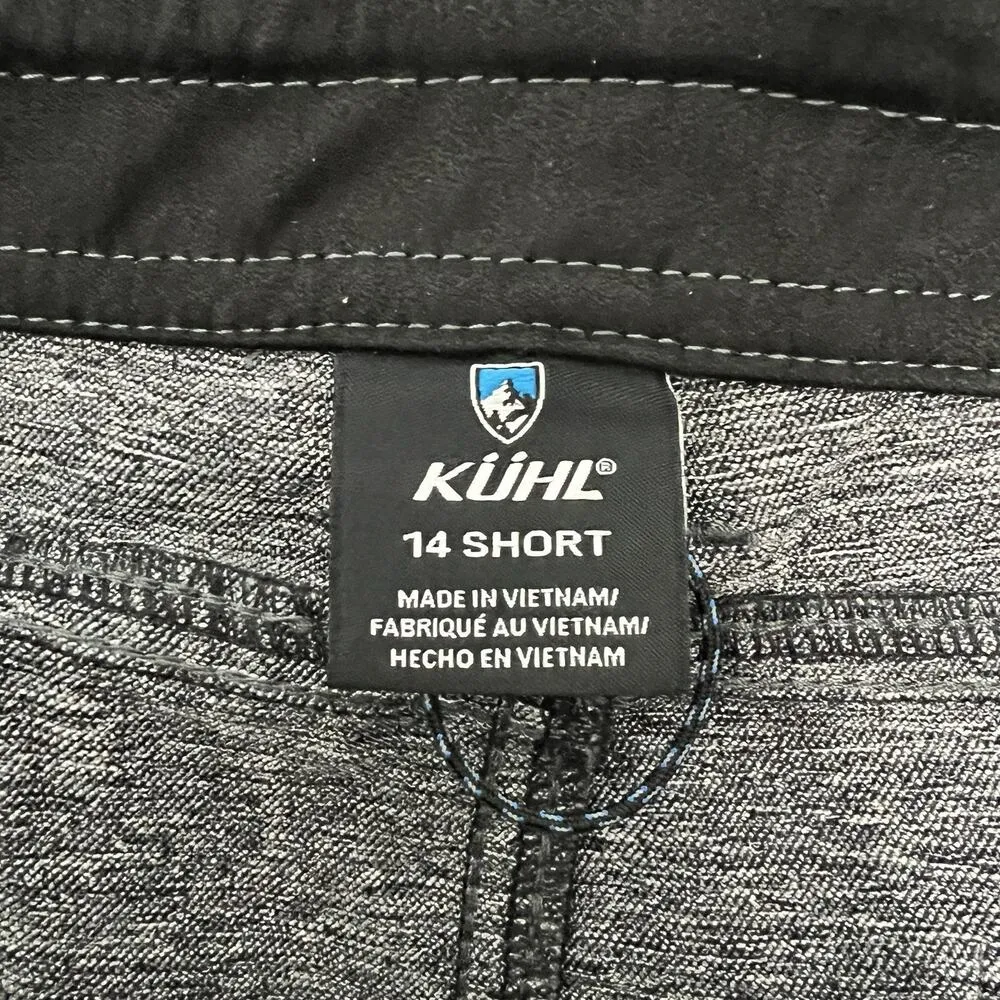 KÜHL®
14 SHORT
MADE IN VIETNAM/
FABRIQUÉ AU VIETNAM/
HECHO EN VIETNAM